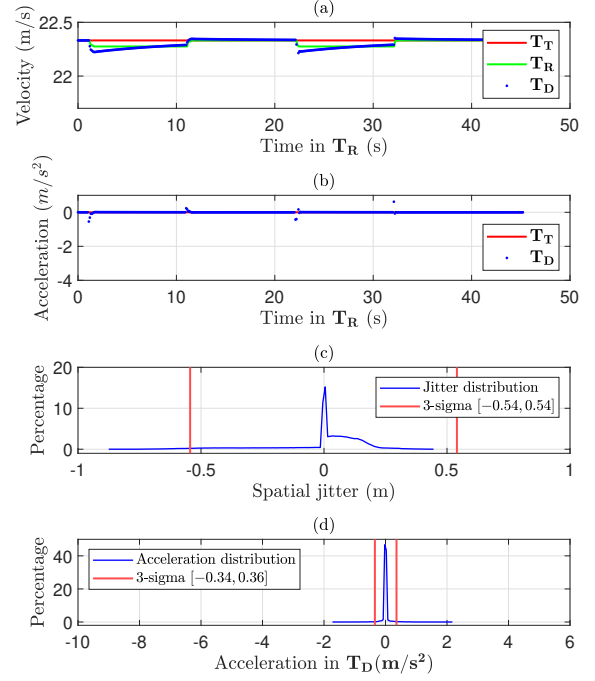 (a)
22.5
22
Velocity (m/s)
T_T
T_R
T_D
0 10 20 30 40 50
Time in T_R (s)
(b)
0
-2
-4
Acceleration (m/s²)
T_T
T_D
0 10 20 30 40 50
Time in T_R (s)
(c)
20
10
0
Percentage
Jitter distribution
3-sigma [−0.54, 0.54]
-1 -0.5 0 0.5 1
Spatial jitter (m)
(d)
40
20
0
Percentage
Acceleration distribution
3-sigma [−0.34, 0.36]
-10 -8 -6 -4 -2 0 2 4 6
Acceleration in T_D(m/s²)